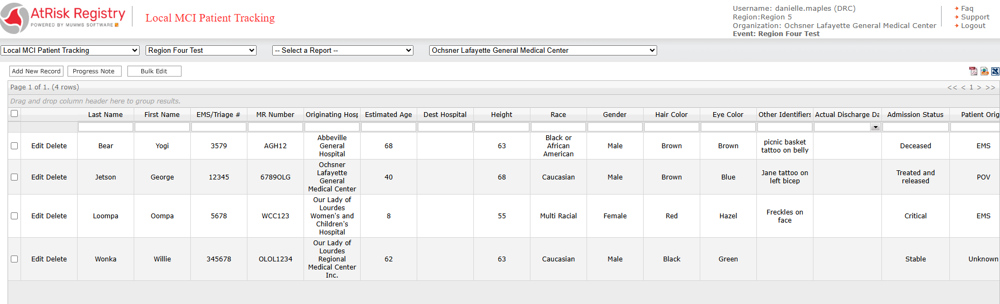 AtRisk Registry
POWERED BY MUMMS SOFTWARE
Local MCI Patient Tracking
Username: danielle.maples (DRC)
Region:Region 5
Organization: Ochsner Lafayette General Medical Center
Event: Region Four Test
Faq
Support
Logout
Local MCI Patient Tracking
Region Four Test
-- Select a Report --
Ochsner Lafayette General Medical Center
Add New Record
Progress Note
Bulk Edit
Page 1 of 1. (4 rows)
<< < 1 > >>
Drag and drop column header here to group results.
Last Name First Name EMS/Triage # MR Number Originating Hosp Estimated Age Dest Hospital Height Race Gender Hair Color Eye Color Other Identifiers Actual Discharge Da Admission Status Patient Orig
Edit Delete Bear Yogi 3579 AGH12
Abbeville
General
Hospital
68 63
Black or
African
American
Male Brown Brown
picnic basket
tattoo on belly
Deceased EMS
Edit Delete Jetson George 12345 6789OLG
Ochsner
Lafayette
General
Medical Center
40 68 Caucasian Male Brown Blue
Jane tattoo on
left bicep
Treated and
released
POV
Edit Delete Loompa Oompa 5678 WCC123
Our Lady of
Lourdes
Women's and
Children's
Hospital
8 55 Multi Racial Female Red Hazel
Freckles on
face
Critical EMS
Edit Delete Wonka Willie 345678 OLOL1234
Our Lady of
Lourdes
Regional
Medical Center
Inc.
62 63 Caucasian Male Black Green Stable Unknown